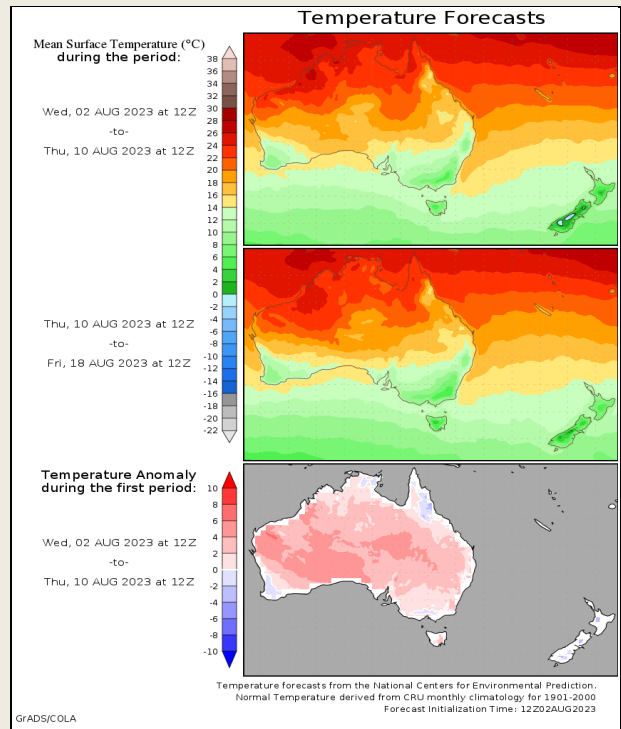 Temperature Forecasts
Mean Surface Temperature (°C)
during the period:
38
36
34
32
30
28
26
24
22
20
18
16
14
12
10
8
6
4
2
0
-2
-4
-6
-8
-10
-12
-14
-16
-18
-20
-22
Wed, 02 AUG 2023 at 12Z
-to-
Thu, 10 AUG 2023 at 12Z
Thu, 10 AUG 2023 at 12Z
-to-
Fri, 18 AUG 2023 at 12Z
Temperature Anomaly
during the first period:
10
8
6
4
2
0
-2
-4
-6
-8
-10
Wed, 02 AUG 2023 at 12Z
-to-
Thu, 10 AUG 2023 at 12Z
Temperature forecasts from the National Centers for Environmental Prediction.
Normal Temperature derived from CRU monthly climatology for 1901-2000
Forecast Initialization Time: 12Z02AUG2023
GrADS/COLA